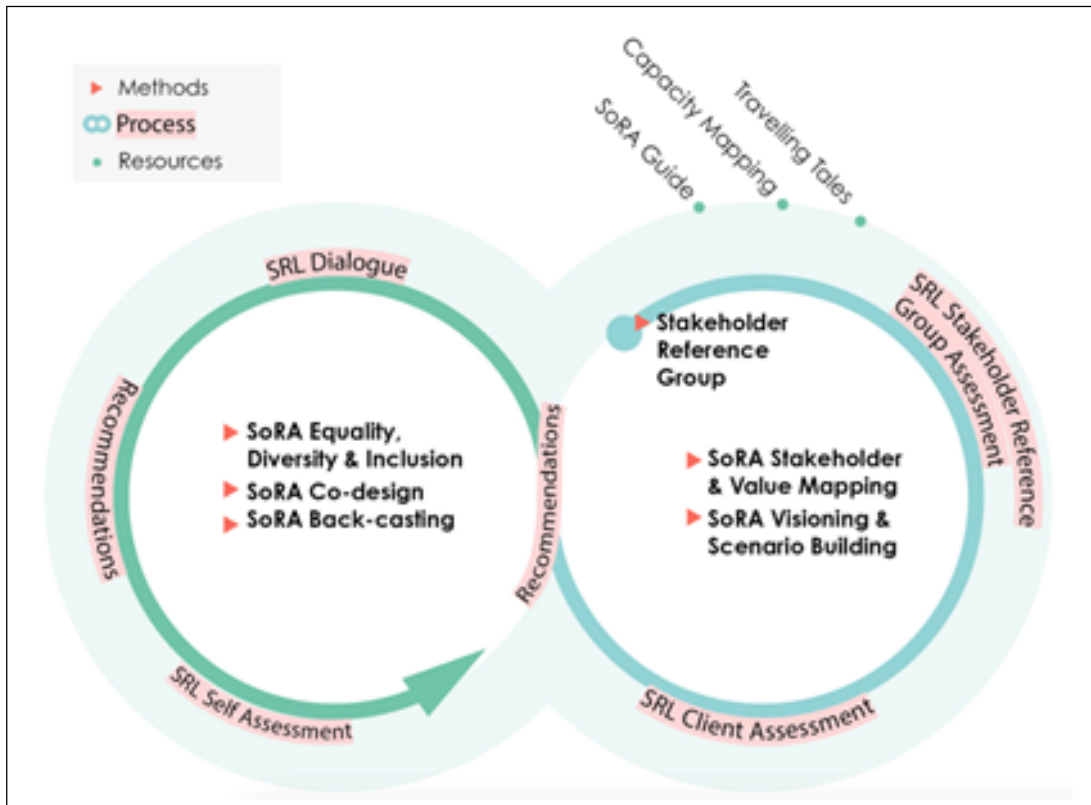 Methods
Process
Resources
SoRA Guide
Capacity Mapping
Travelling Tales
SRL Dialogue
Recommendations
SRL Self Assessment
SoRA Equality,
Diversity & Inclusion
SoRA Co-design
SoRA Back-casting
Recommendations
Stakeholder
Reference
Group
SRL Stakeholder Reference
Group Assessment
SoRA Stakeholder
& Value Mapping
SoRA Visioning &
Scenario Building
SRL Client Assessment